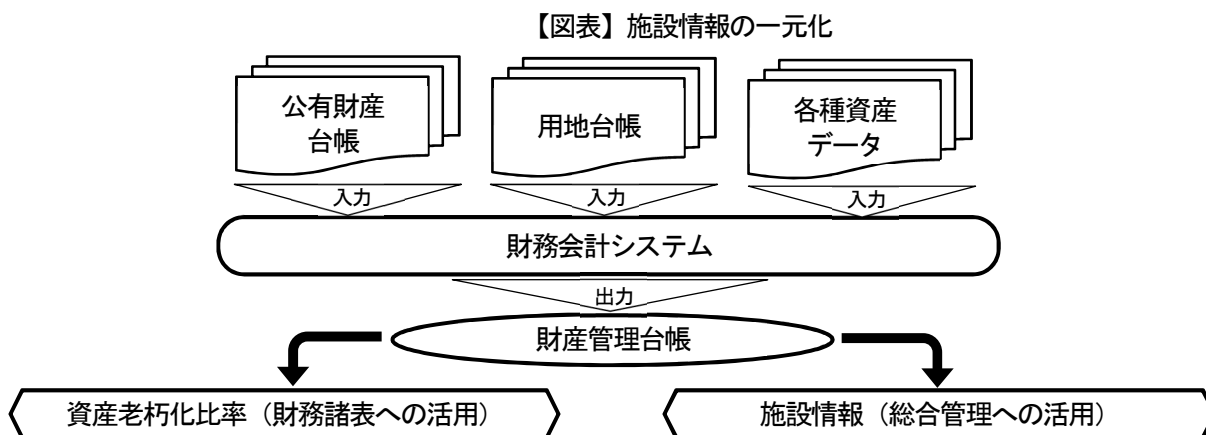 【図表】施設情報の一元化
公有財産
台帳
用地台帳
各種資産
データ
入力
入力
入力
財務会計システム
出力
財産管理台帳
資産老朽化比率（財務諸表への活用）
施設情報（総合管理への活用）